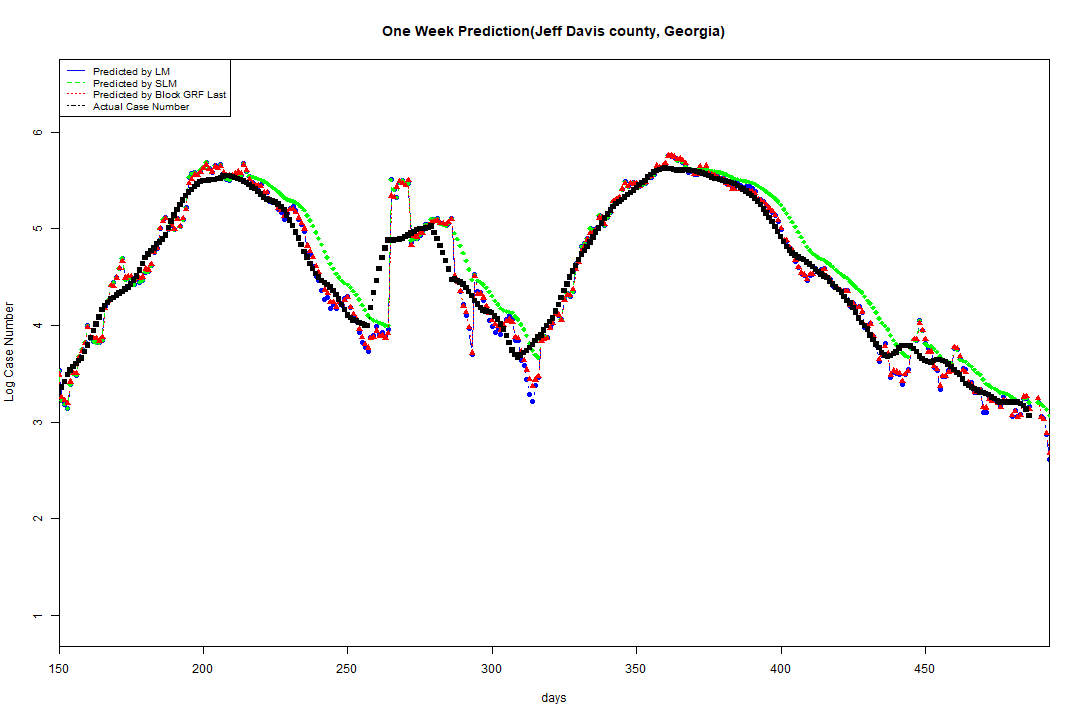 One Week Prediction(Jeff Davis county, Georgia)
Predicted by LM
Predicted by SLM
Predicted by Block GRF Last
Actual Case Number
6
5
4
3
2
1
Log Case Number
150 200 250 300 350 400 450
days